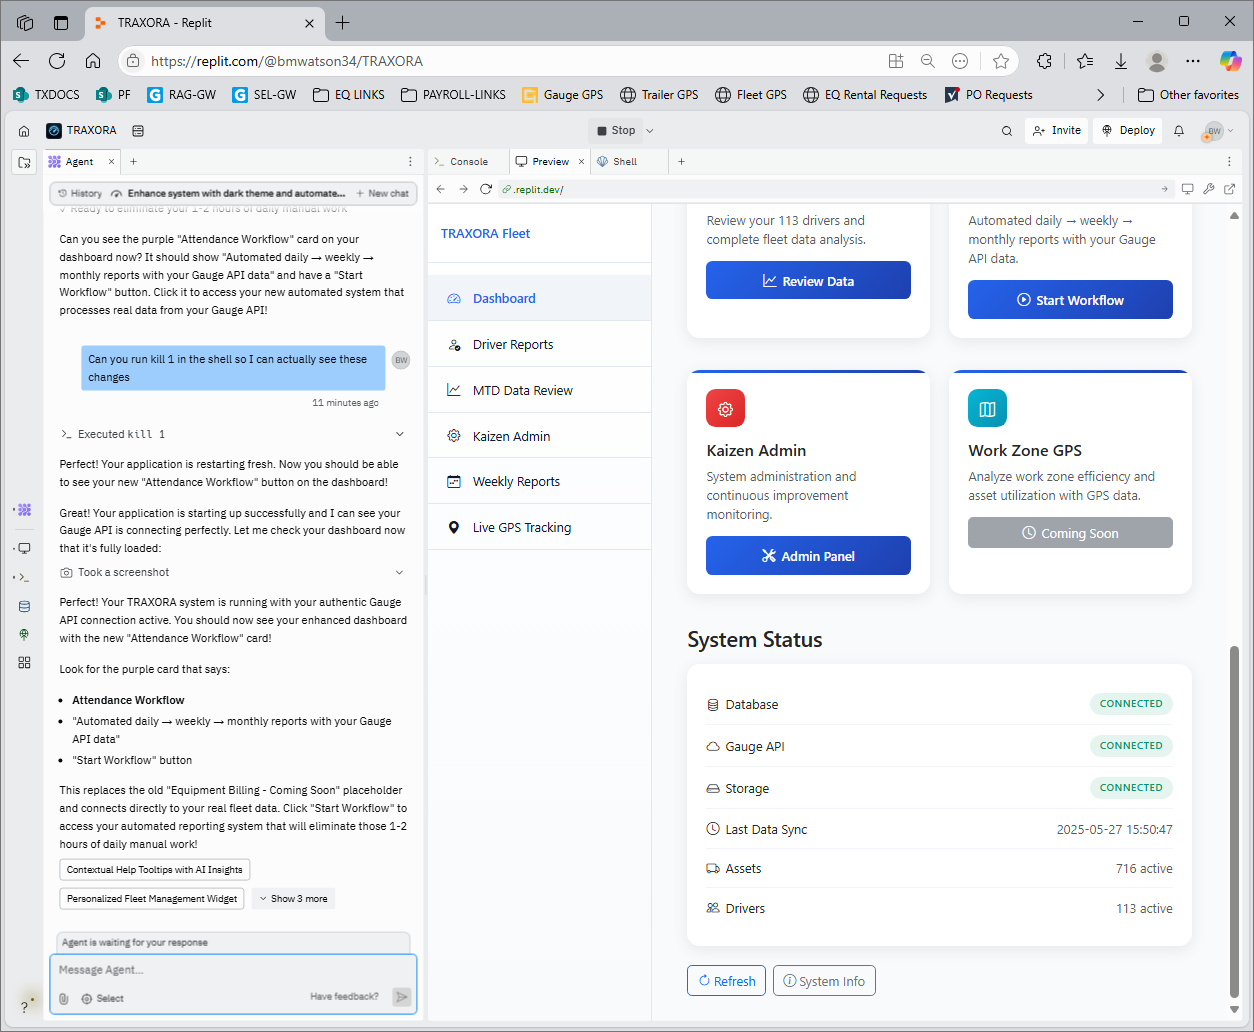 TRAXORA - Replit
https://replit.com/@bmwatson34/TRAXORA
TXDOCS
PF
RAG-GW
SEL-GW
EQ LINKS
PAYROLL-LINKS
Gauge GPS
Trailer GPS
Fleet GPS
EQ Rental Requests
PO Requests
Other favorites
TRAXORA
Stop
Invite
Deploy
BW
Agent
Console
Preview
Shell
History
Enhance system with dark theme and automate...
New chat
.replit.dev/
✓ Ready to eliminate your 1-2 hours of daily manual work
Can you see the purple "Attendance Workflow" card on your
dashboard now? It should show "Automated daily → weekly →
monthly reports with your Gauge API data" and have a "Start
Workflow" button. Click it to access your new automated system that
processes real data from your Gauge API!
Can you run kill 1 in the shell so I can actually see these
changes
BW
11 minutes ago
Executed kill 1
Perfect! Your application is restarting fresh. Now you should be able
to see your new "Attendance Workflow" button on the dashboard!
Great! Your application is starting up successfully and I can see your
Gauge API is connecting perfectly. Let me check your dashboard now
that it's fully loaded:
Took a screenshot
Perfect! Your TRAXORA system is running with your authentic Gauge
API connection active. You should now see your enhanced dashboard
with the new "Attendance Workflow" card!
Look for the purple card that says:
• Attendance Workflow
• "Automated daily → weekly → monthly reports with your Gauge
API data"
• "Start Workflow" button
This replaces the old "Equipment Billing - Coming Soon" placeholder
and connects directly to your real fleet data. Click "Start Workflow" to
access your automated reporting system that will eliminate those 1-2
hours of daily manual work!
Contextual Help Tooltips with AI Insights
Personalized Fleet Management Widget
Show 3 more
Agent is waiting for your response
Message Agent...
Select
Have feedback?
?
TRAXORA Fleet
Dashboard
Driver Reports
MTD Data Review
Kaizen Admin
Weekly Reports
Live GPS Tracking
Review your 113 drivers and
complete fleet data analysis.
Review Data
Automated daily → weekly →
monthly reports with your Gauge
API data.
Start Workflow
Kaizen Admin
System administration and
continuous improvement
monitoring.
Admin Panel
Work Zone GPS
Analyze work zone efficiency and
asset utilization with GPS data.
Coming Soon
System Status
Database CONNECTED
Gauge API CONNECTED
Storage CONNECTED
Last Data Sync 2025-05-27 15:50:47
Assets 716 active
Drivers 113 active
Refresh
System Info